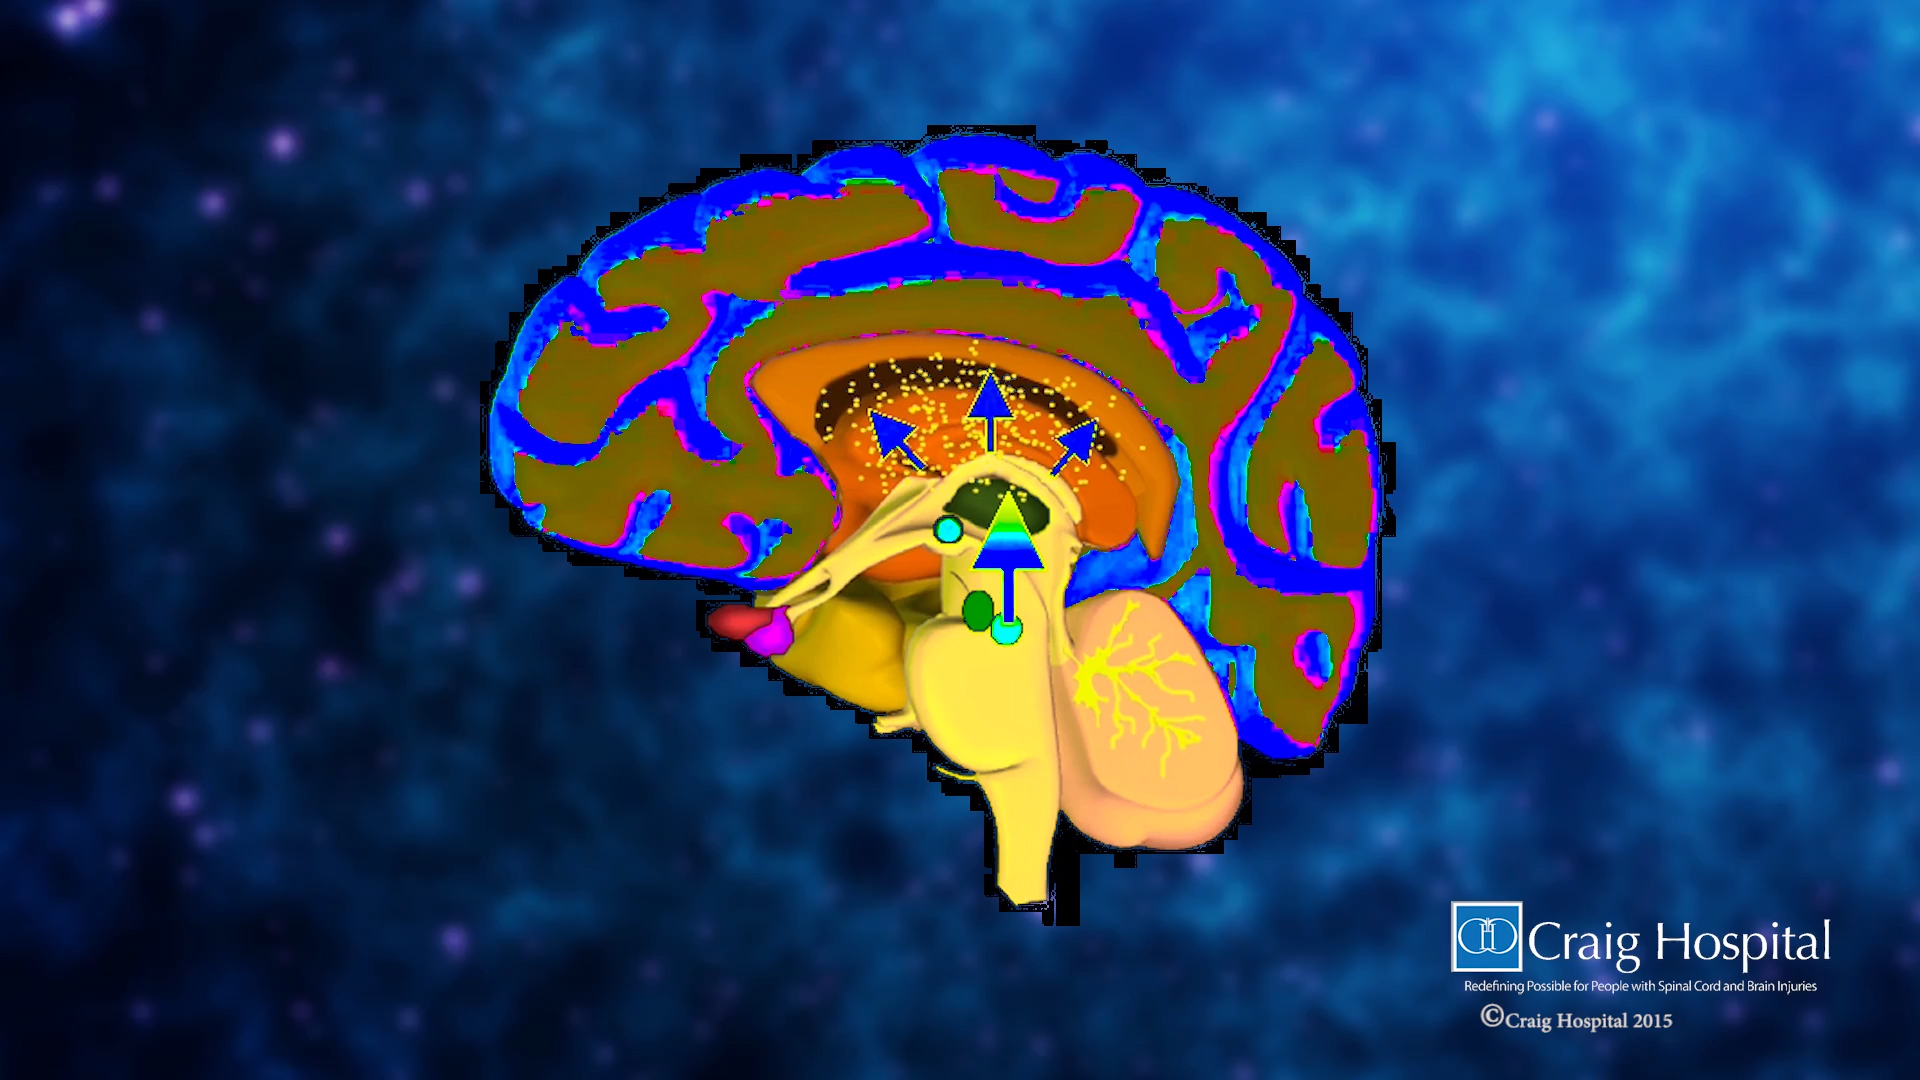 Craig Hospital
Redefining Possible for People with Spinal Cord and Brain Injuries
©Craig Hospital 2015